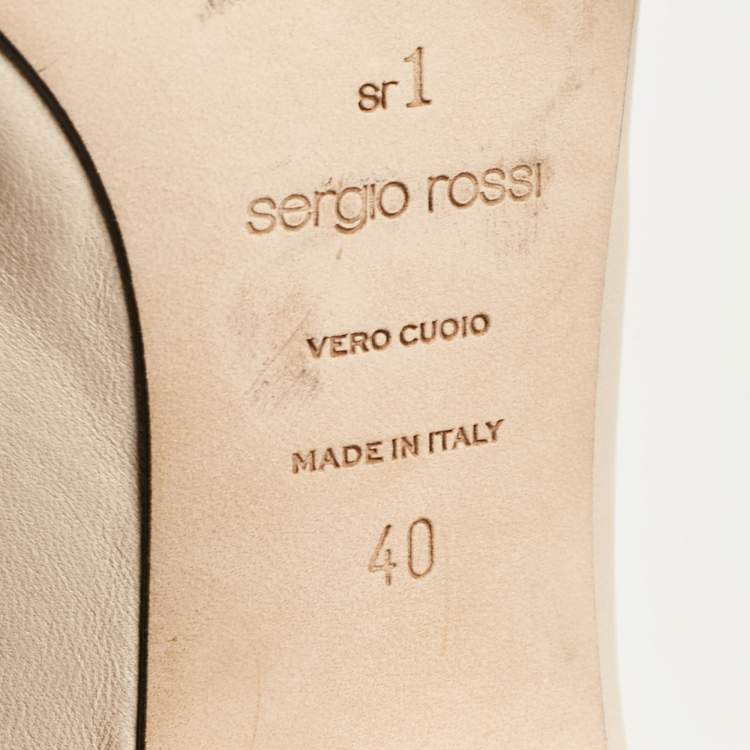 sr1
sergio rossi
VERO CUOIO
MADE IN ITALY
40